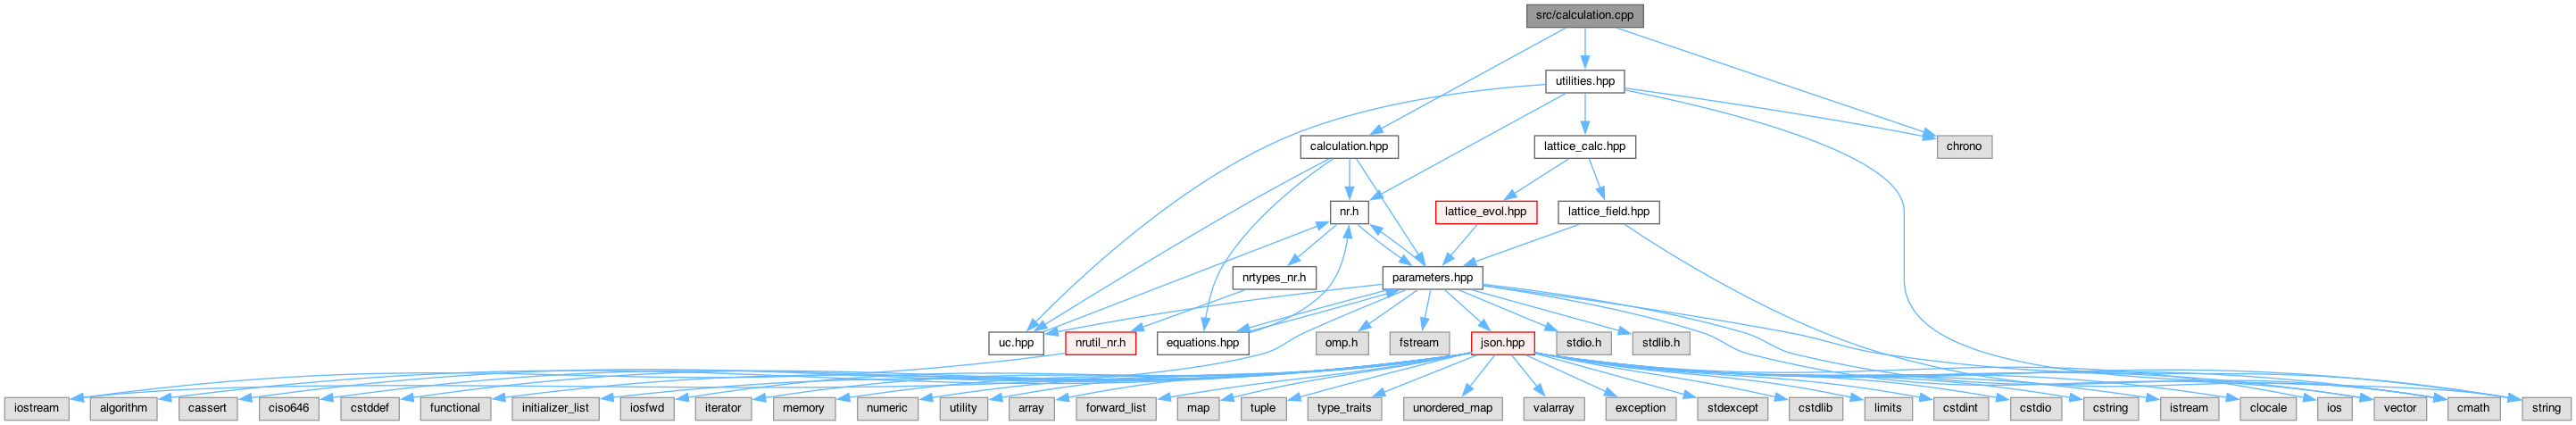 src/calculation.cpp
utilities.hpp
calculation.hpp
lattice_calc.hpp
chrono
nr.h
lattice_evol.hpp
lattice_field.hpp
nrtypes_nr.h
parameters.hpp
uc.hpp
nrutil_nr.h
equations.hpp
omp.h
fstream
json.hpp
stdio.h
stdlib.h
iostream
algorithm
cassert
ciso646
cstddef
functional
initializer_list
iosfwd
iterator
memory
numeric
utility
array
forward_list
map
tuple
type_traits
unordered_map
valarray
exception
stdexcept
cstdlib
limits
cstdint
cstdio
cstring
istream
clocale
ios
vector
cmath
string